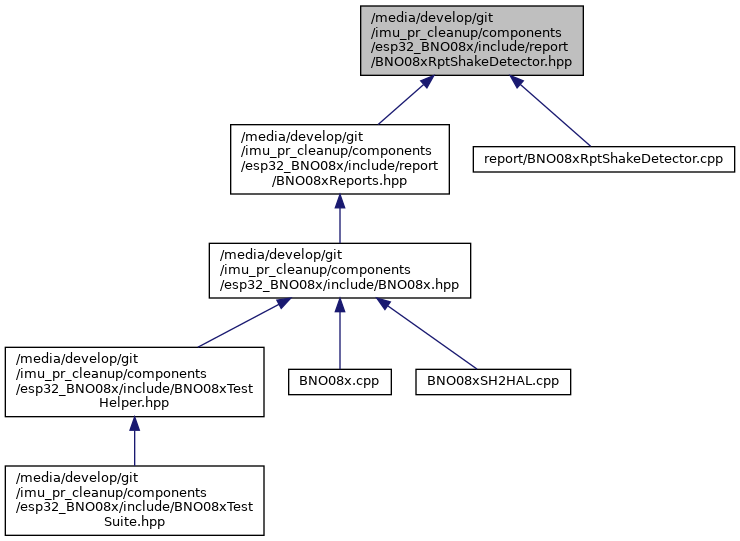 /media/develop/git
/imu_pr_cleanup/components
/esp32_BNO08x/include/report
/BNO08xRptShakeDetector.hpp
/media/develop/git
/imu_pr_cleanup/components
/esp32_BNO08x/include/report
/BNO08xReports.hpp
report/BNO08xRptShakeDetector.cpp
/media/develop/git
/imu_pr_cleanup/components
/esp32_BNO08x/include/BNO08x.hpp
/media/develop/git
/imu_pr_cleanup/components
/esp32_BNO08x/include/BNO08xTest
Helper.hpp
BNO08x.cpp
BNO08xSH2HAL.cpp
/media/develop/git
/imu_pr_cleanup/components
/esp32_BNO08x/include/BNO08xTest
Suite.hpp